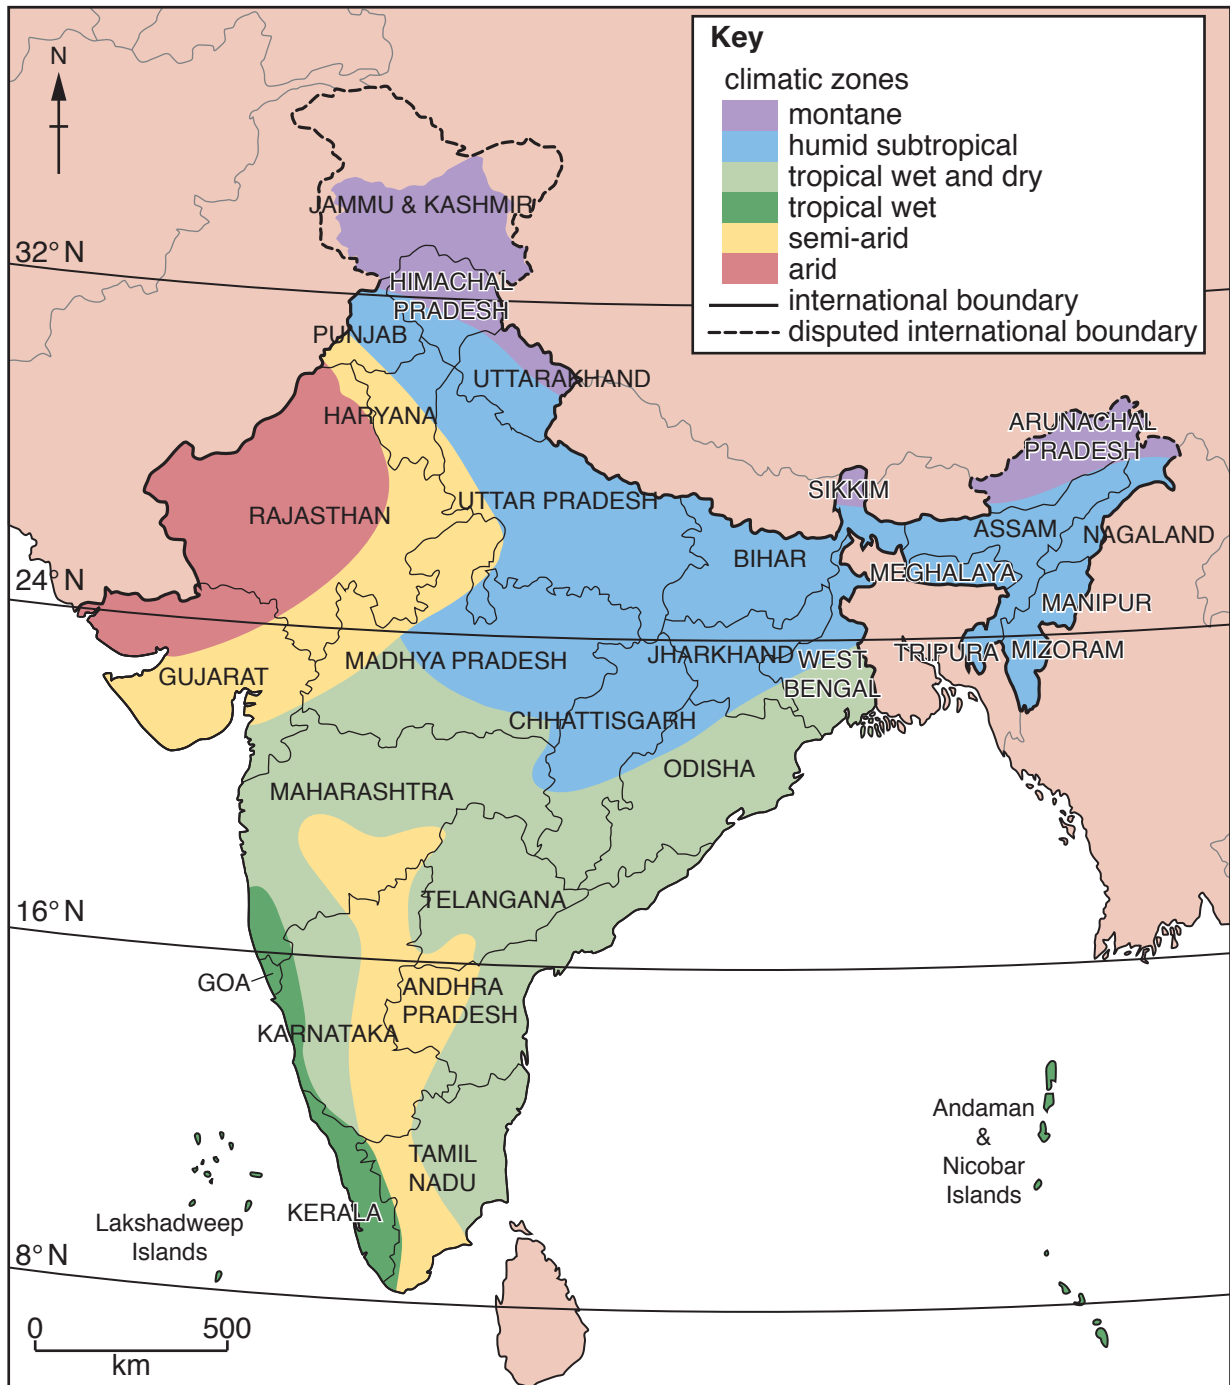 Key
N
climatic zones
montane
humid subtropical
tropical wet and dry
tropical wet
semi-arid
arid
international boundary
disputed international boundary
JAMMU & KASHMIR
32° N
HIMACHAL
PRADESH
PUNJAB
UTTARAKHAND
HARYANA
ARUNACHAL
PRADESH
SIKKIM
UTTAR PRADESH
RAJASTHAN
ASSAM
NAGALAND
BIHAR
MEGHALAYA
24° N
MANIPUR
MADHYA PRADESH
JHARKHAND
WEST
BENGAL
TRIPURA
MIZORAM
GUJARAT
CHHATTISGARH
ODISHA
MAHARASHTRA
TELANGANA
16° N
GOA
ANDHRA
PRADESH
KARNATAKA
Andaman
&
Nicobar
Islands
TAMIL
NADU
KERALA
Lakshadweep
Islands
8° N
0 500
km